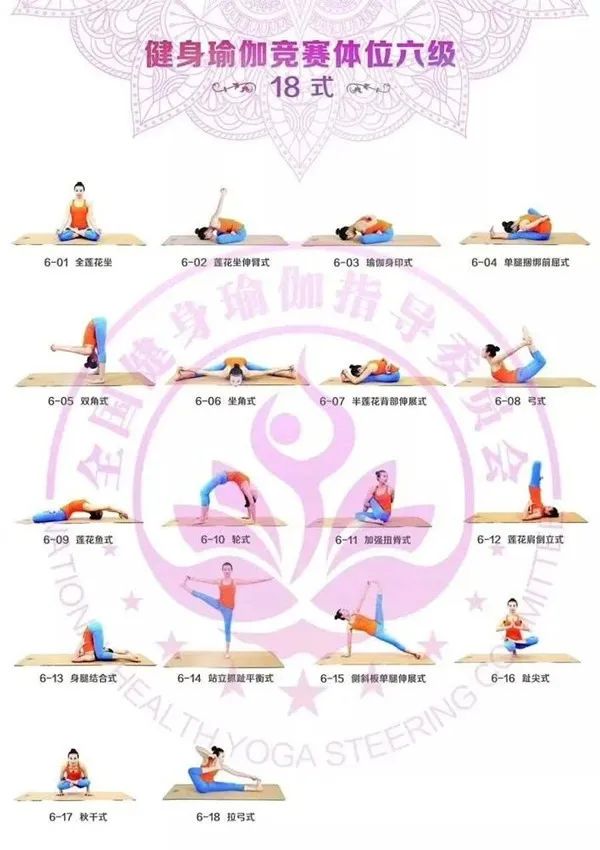 健身瑜伽竞赛体位六级
18 式
6-01 全莲花坐
6-02 莲花坐伸臂式
6-03 瑜伽身印式
6-04 单腿捆绑前屈式
6-05 双角式
6-06 坐角式
6-07 半莲花背部伸展式
6-08 弓式
6-09 莲花鱼式
6-10 轮式
6-11 加强扭脊式
6-12 莲花肩倒立式
6-13 身腿结合式
6-14 站立抓趾平衡式
6-15 侧斜板单腿伸展式
6-16 趾尖式
6-17 秋千式
6-18 拉弓式
全国健身瑜伽指导委员会
HEALTH YOGA STEERING COMMITTEE